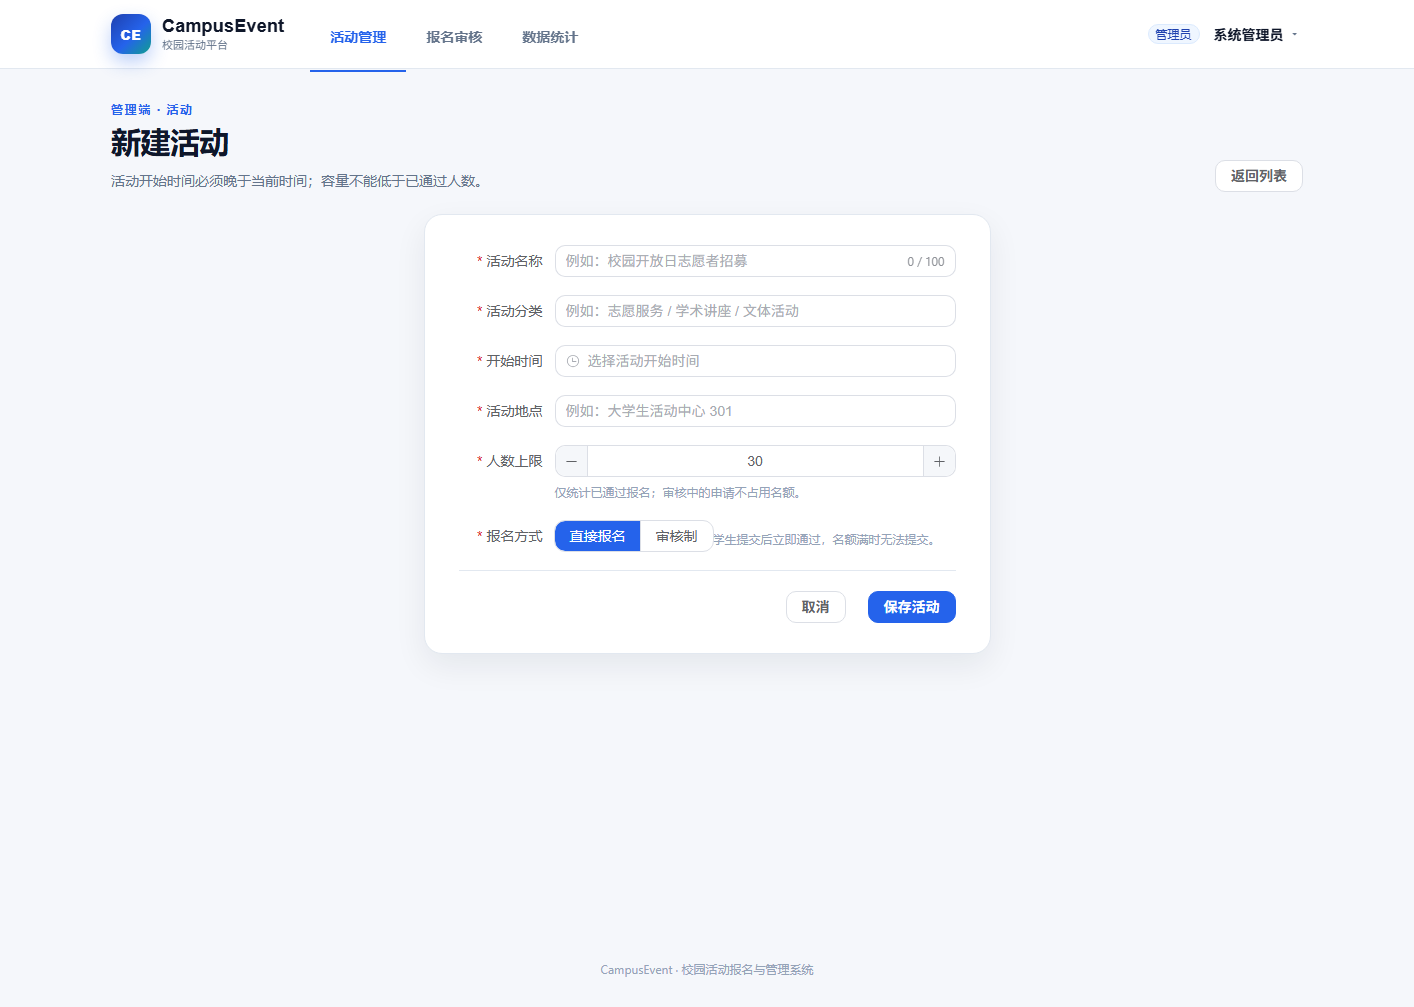 CE
CampusEvent
校园活动平台
活动管理
报名审核
数据统计
管理员
系统管理员
管理端 · 活动
新建活动
活动开始时间必须晚于当前时间；容量不能低于已通过人数。
返回列表
* 活动名称
例如：校园开放日志愿者招募
0 / 100
* 活动分类
例如：志愿服务 / 学术讲座 / 文体活动
* 开始时间
选择活动开始时间
* 活动地点
例如：大学生活动中心 301
* 人数上限
30
仅统计已通过报名；审核中的申请不占用名额。
* 报名方式
直接报名
审核制
学生提交后立即通过，名额满时无法提交。
取消
保存活动
CampusEvent · 校园活动报名与管理系统